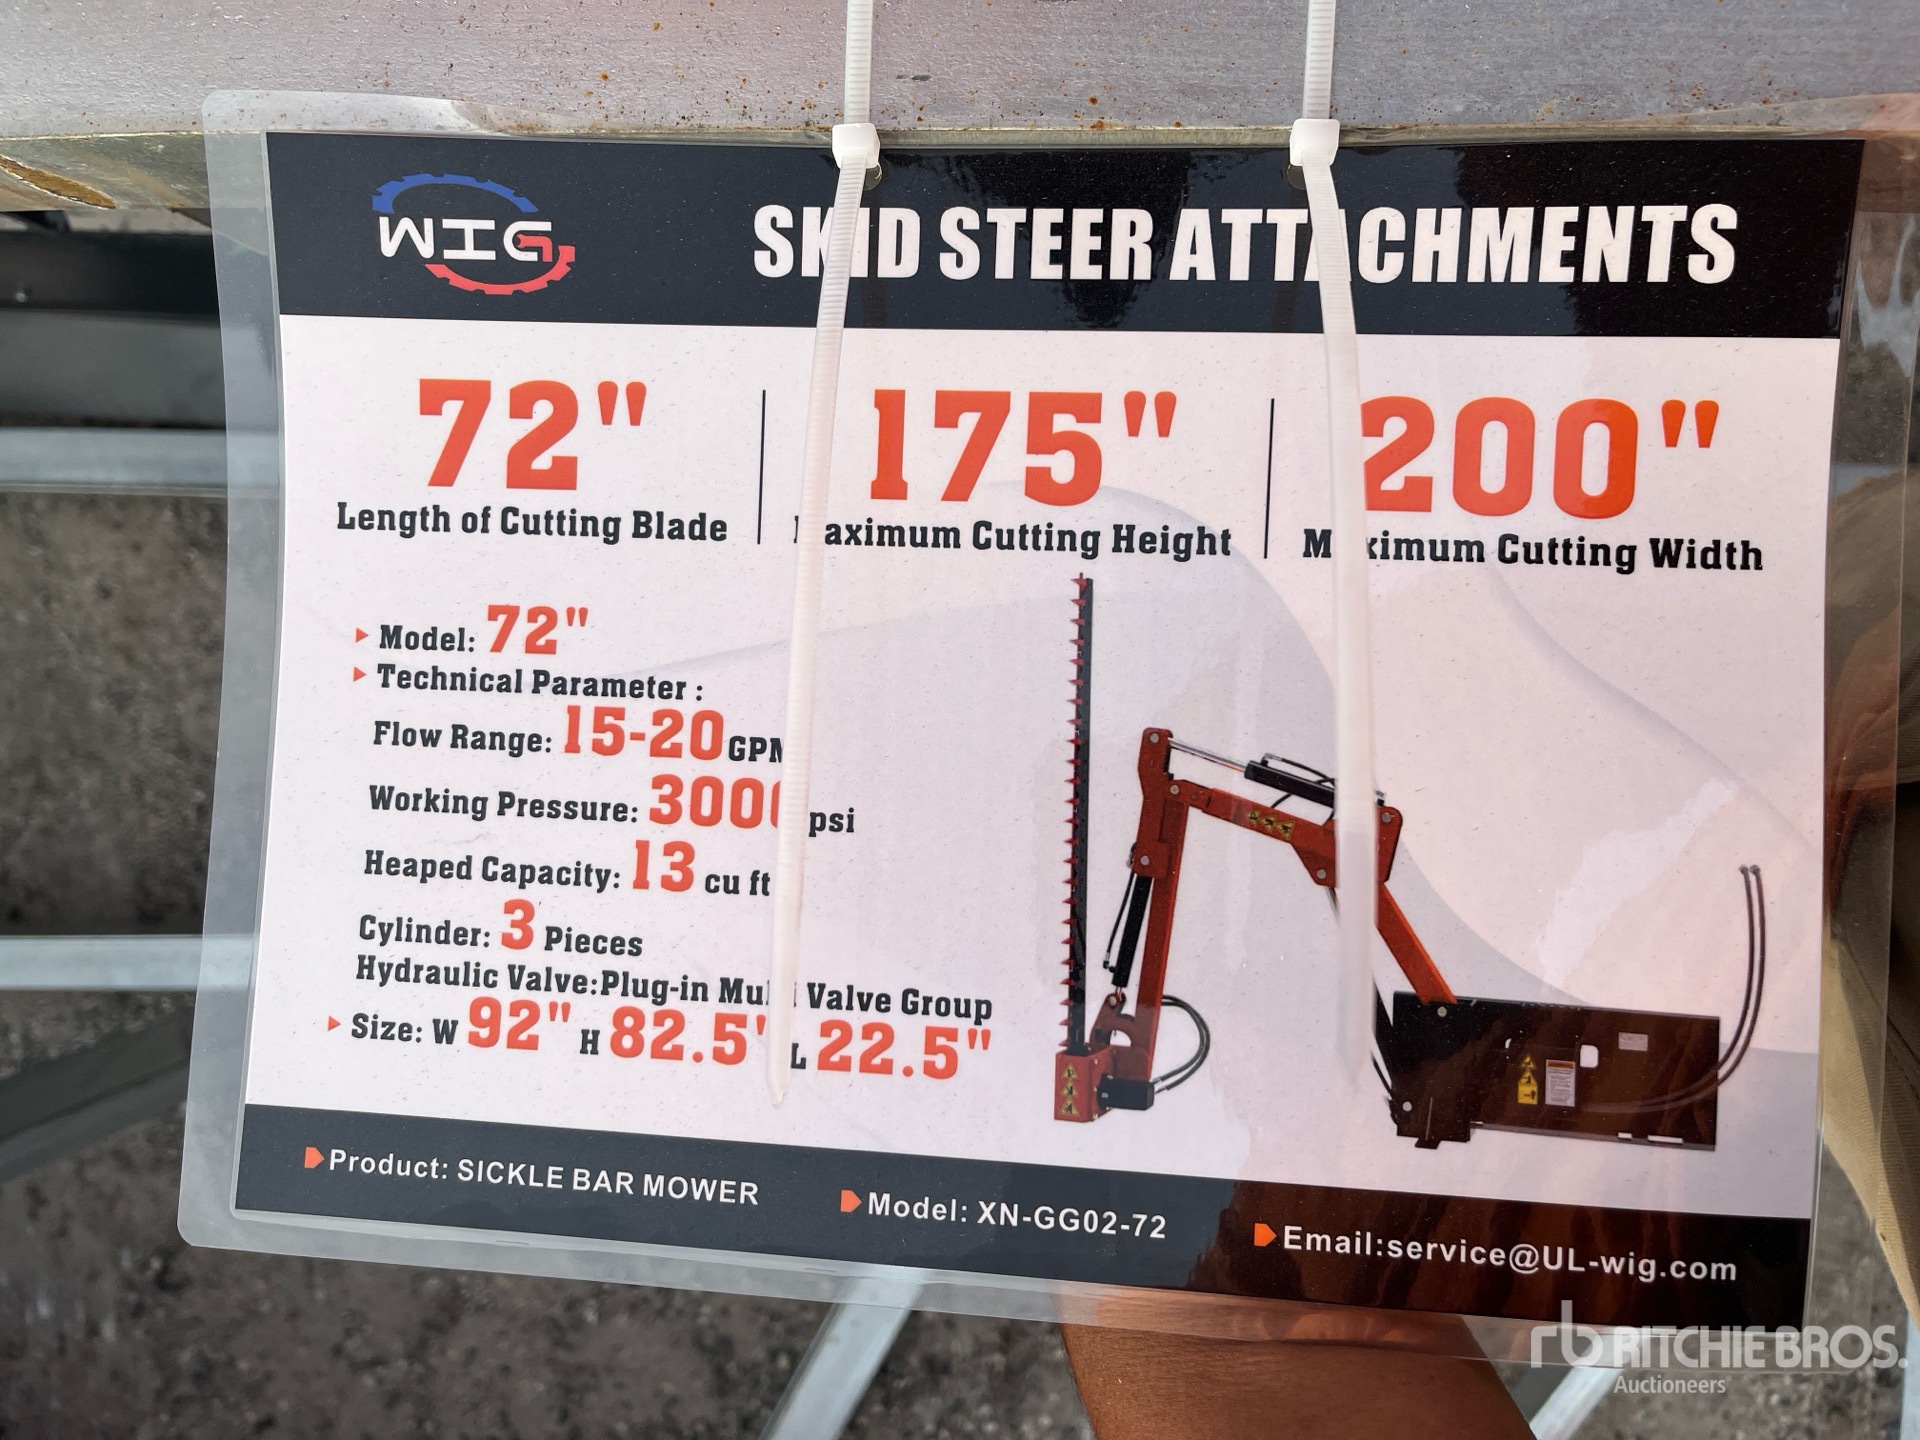 WIG
SKID STEER ATTACHMENTS
72" 175" 200"
Length of Cutting Blade Maximum Cutting Height Maximum Cutting Width
Model: 72"
Technical Parameter :
Flow Range: 15-20 GPM
Working Pressure: 3000 psi
Heaped Capacity: 13 cu ft
Cylinder: 3 Pieces
Hydraulic Valve:Plug-in Multi Valve Group
Size: W 92" H 82.5" L 22.5"
Product: SICKLE BAR MOWER Model: XN-GG02-72 Email:service@UL-wig.com
rb RITCHIE BROS.
Auctioneers